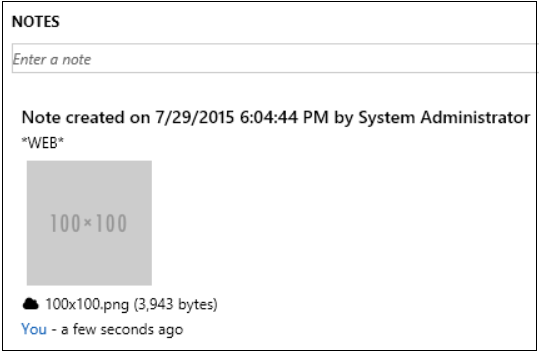 NOTES
Enter a note
Note created on 7/29/2015 6:04:44 PM by System Administrator
*WEB*
100×100
100x100.png (3,943 bytes)
You - a few seconds ago